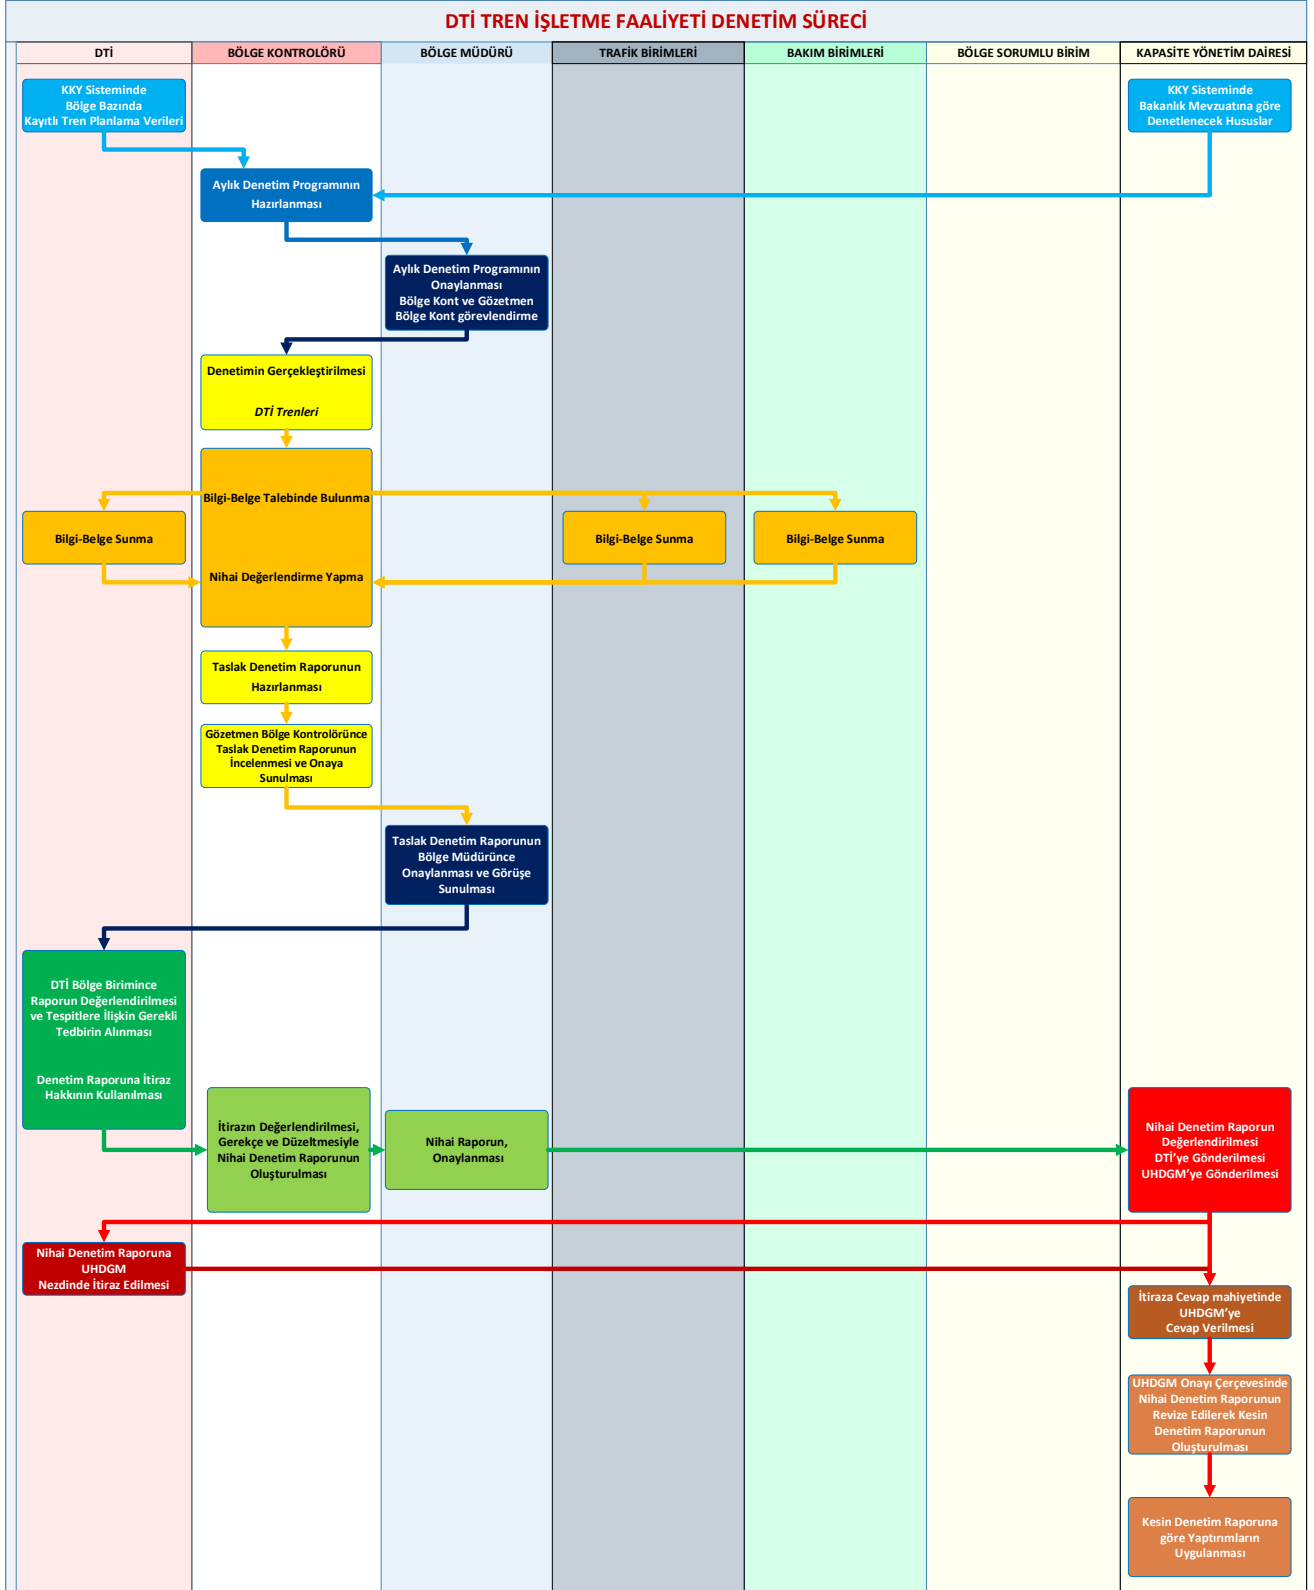 DTİ TREN İŞLETME FAALİYETİ DENETİM SÜRECİ
DTİ
BÖLGE KONTROLÖRÜ
BÖLGE MÜDÜRÜ
TRAFİK BİRİMLERİ
BAKIM BİRİMLERİ
BÖLGE SORUMLU BİRİM
KAPASİTE YÖNETİM DAİRESİ
KKY Sisteminde
Bölge Bazında
Kayıtlı Tren Planlama Verileri
KKY Sisteminde
Bakanlık Mevzuatına göre
Denetlenecek Hususlar
Aylık Denetim Programının
Hazırlanması
Aylık Denetim Programının
Onaylanması
Bölge Kont ve Gözetmen
Bölge Kont görevlendirme
Denetimin Gerçekleştirilmesi
DTİ Trenleri
Bilgi-Belge Talebinde Bulunma
Nihai Değerlendirme Yapma
Bilgi-Belge Sunma
Bilgi-Belge Sunma
Bilgi-Belge Sunma
Taslak Denetim Raporunun
Hazırlanması
Gözetmen Bölge Kontrolörünce
Taslak Denetim Raporunun
İncelenmesi ve Onaya
Sunulması
Taslak Denetim Raporunun
Bölge Müdürünce
Onaylanması ve Görüşe
Sunulması
DTİ Bölge Birimince
Raporun Değerlendirilmesi
ve Tespitlere İlişkin Gerekli
Tedbirin Alınması
Denetim Raporuna İtiraz
Hakkının Kullanılması
İtirazın Değerlendirilmesi,
Gerekçe ve Düzeltmesiyle
Nihai Denetim Raporunun
Oluşturulması
Nihai Raporun,
Onaylanması
Nihai Denetim Raporun
Değerlendirilmesi
DTİ'ye Gönderilmesi
UHDGM'ye Gönderilmesi
Nihai Denetim Raporuna
UHDGM
Nezdinde İtiraz Edilmesi
İtiraza Cevap mahiyetinde
UHDGM'ye
Cevap Verilmesi
UHDGM Onayı Çerçevesinde
Nihai Denetim Raporunun
Revize Edilerek Kesin
Denetim Raporunun
Oluşturulması
Kesin Denetim Raporuna
göre Yaptırımların
Uygulanması